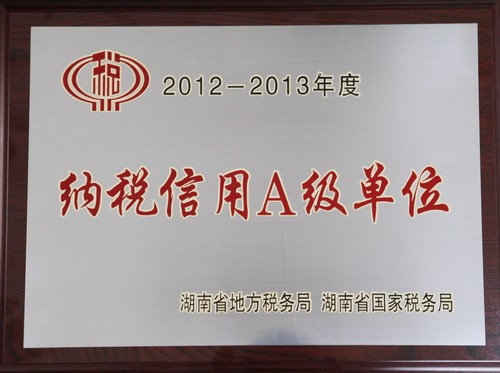 税
2012－2013年度
纳税信用A级单位
湖南省地方税务局 湖南省国家税务局